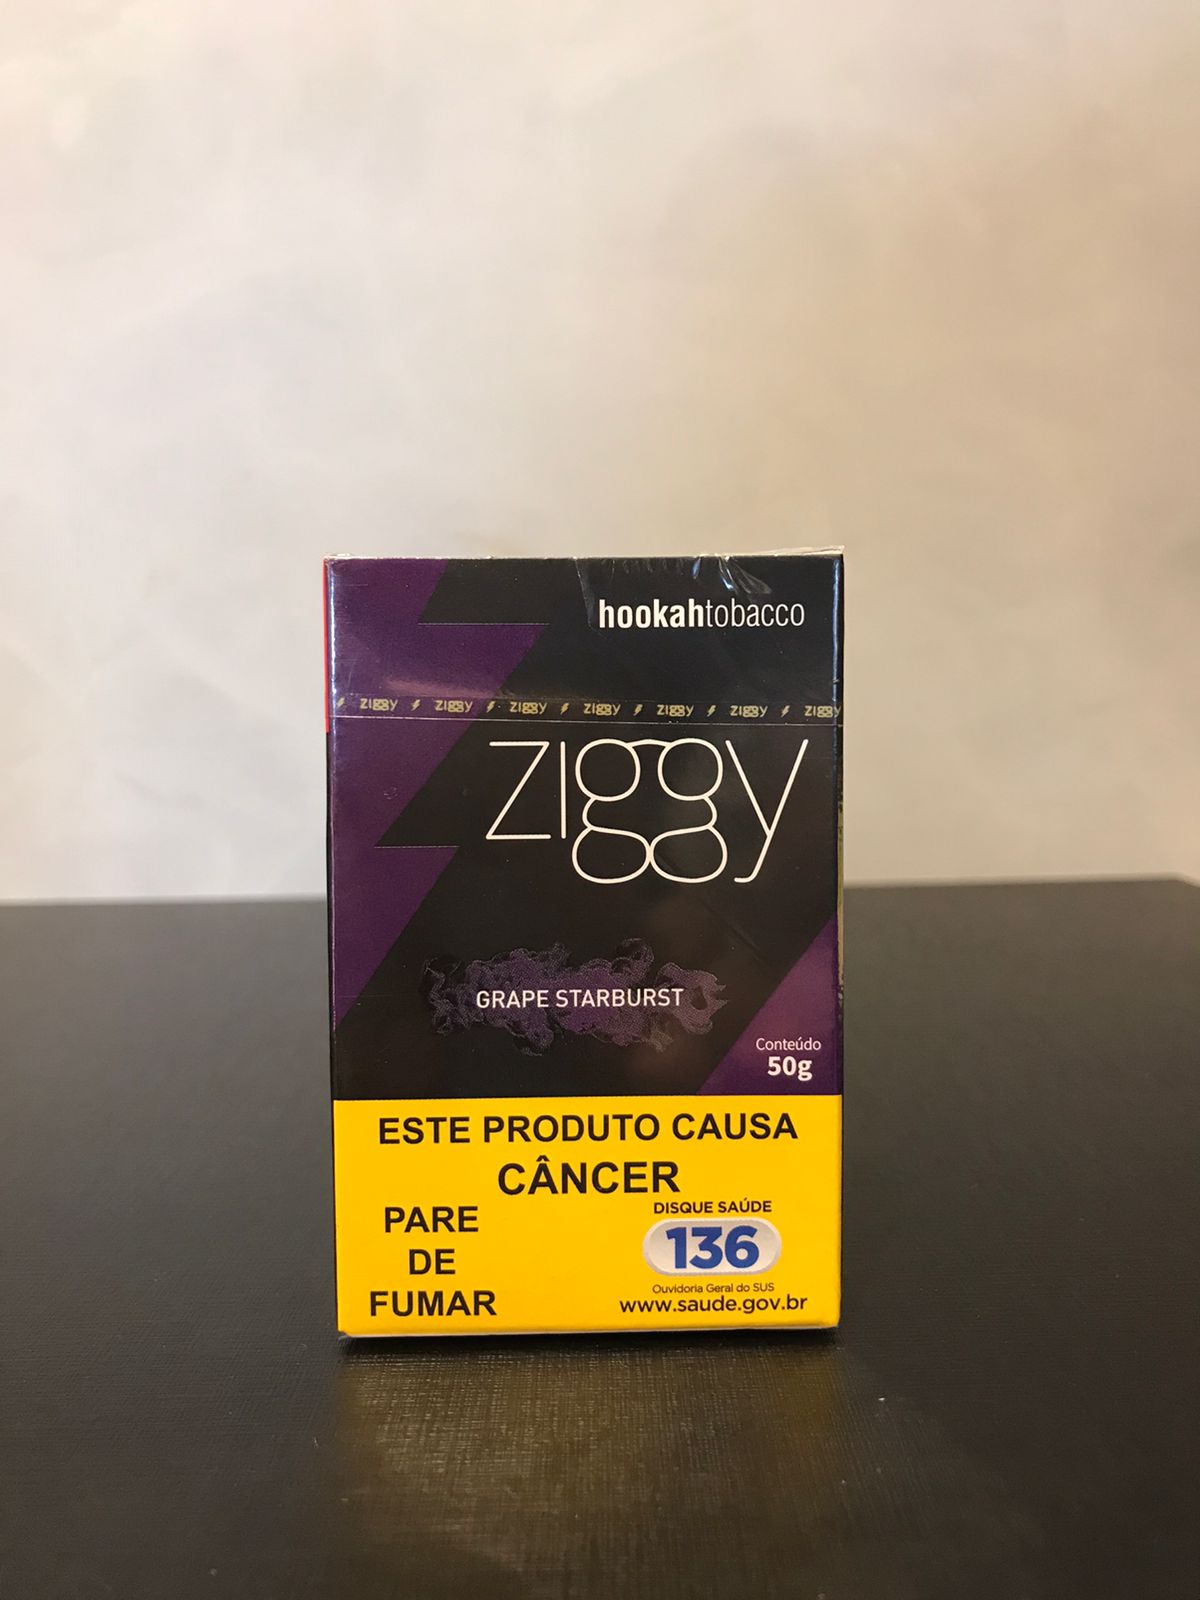 hookahtobacco
ziggy ziggy ziggy ziggy ziggy ziggy ziggy
ziggy
GRAPE STARBURST
Conteúdo
50g
ESTE PRODUTO CAUSA
CÂNCER
PARE
DE
FUMAR
DISQUE SAÚDE
136
Ouvidoria Geral do SUS
www.saude.gov.br